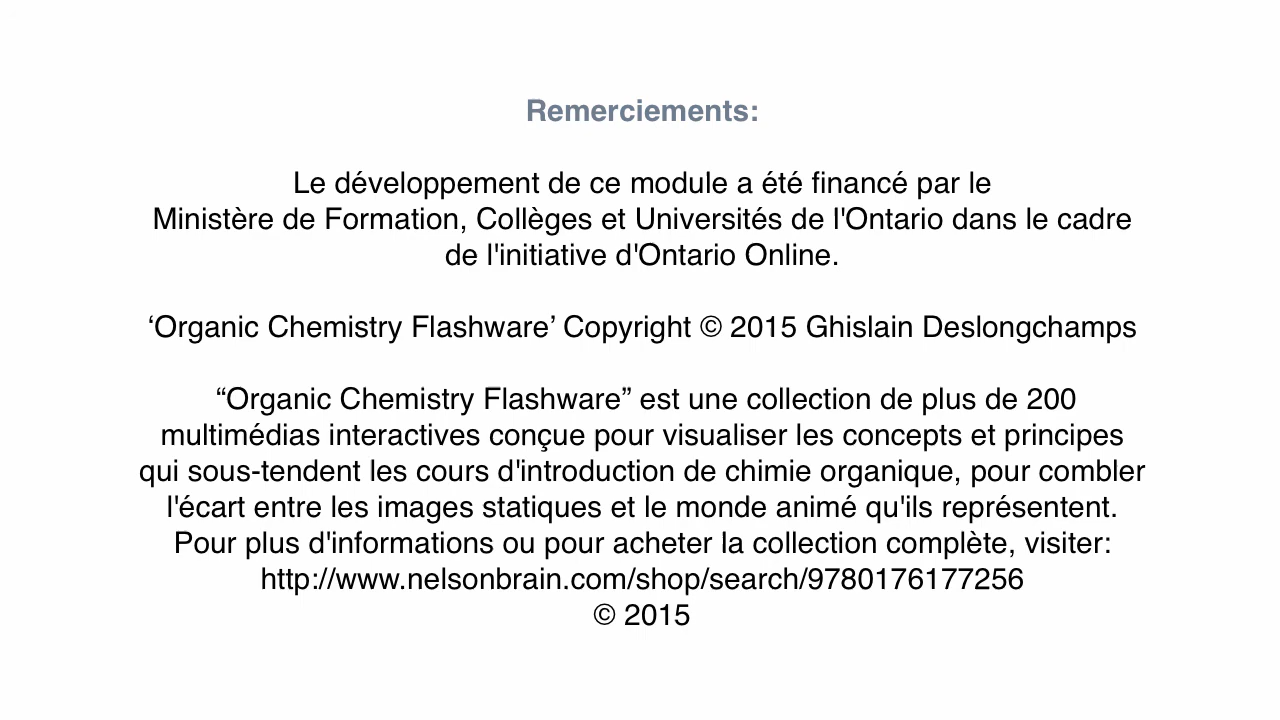 Remerciements:
Le développement de ce module a été financé par le
Ministère de Formation, Collèges et Universités de l'Ontario dans le cadre
de l'initiative d'Ontario Online.
‘Organic Chemistry Flashware’ Copyright © 2015 Ghislain Deslongchamps
“Organic Chemistry Flashware” est une collection de plus de 200
multimédias interactives conçue pour visualiser les concepts et principes
qui sous-tendent les cours d'introduction de chimie organique, pour combler
l'écart entre les images statiques et le monde animé qu'ils représentent.
Pour plus d'informations ou pour acheter la collection complète, visiter:
http://www.nelsonbrain.com/shop/search/9780176177256
© 2015